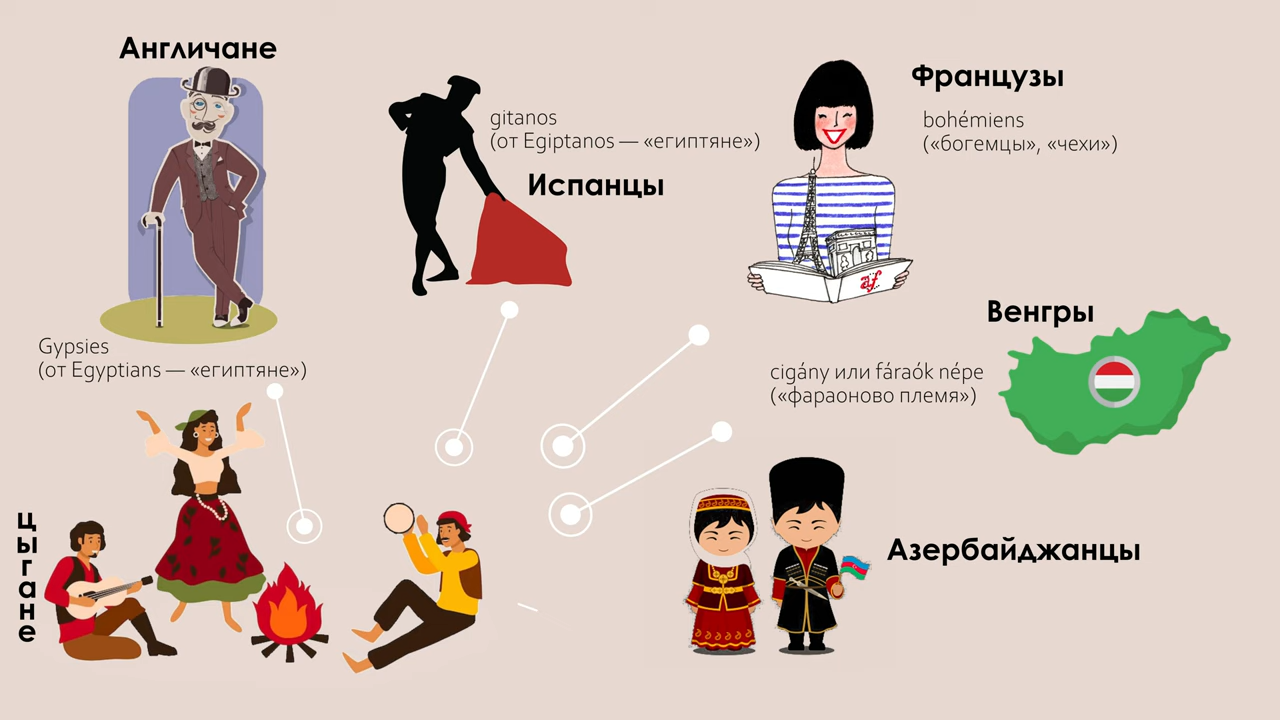 Англичане
Gypsies
(от Egyptians — «египтяне»)
gitanos
(от Egiptanos — «египтяне»)
Испанцы
Французы
bohémiens
(«богемцы», «чехи»)
af
Венгры
cigány или fáraók népe
(«фараоново племя»)
Азербайджанцы
цыгане